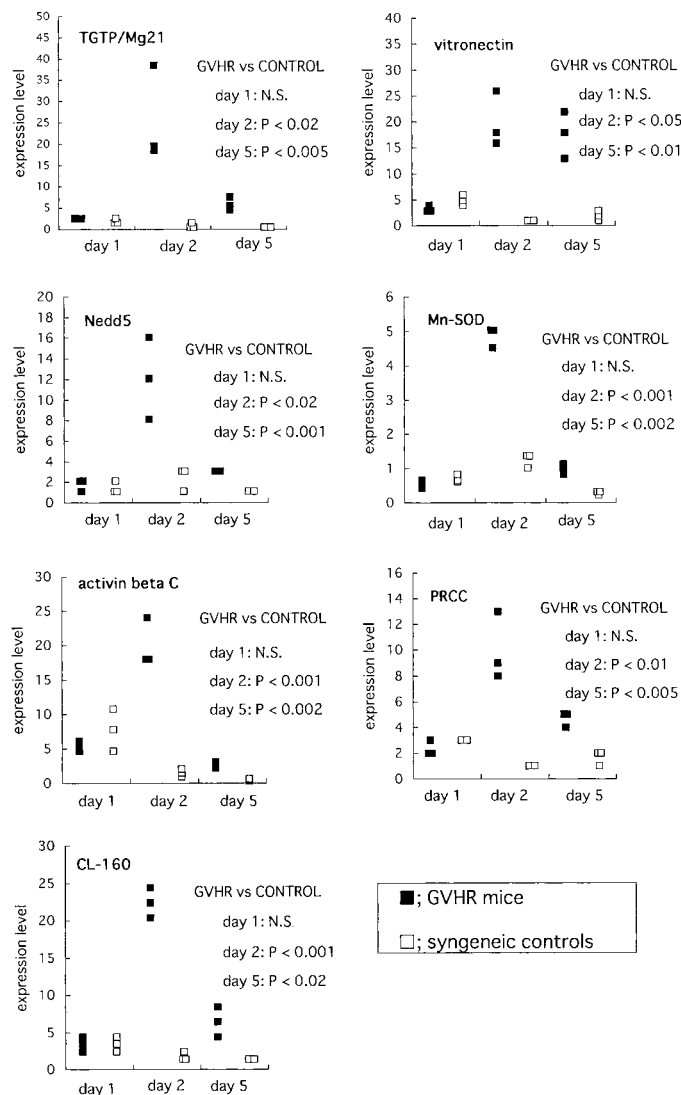 TGTP/Mg21
expression level
50
45
40
35
30
25
20
15
10
5
0
GVHR vs CONTROL
day 1: N.S.
day 2: P < 0.02
day 5: P < 0.005
day 1
day 2
day 5
vitronectin
expression level
40
35
30
25
20
15
10
5
0
GVHR vs CONTROL
day 1: N.S.
day 2: P < 0.05
day 5: P < 0.01
day 1
day 2
day 5
Nedd5
expression level
20
18
16
14
12
10
8
6
4
2
0
GVHR vs CONTROL
day 1: N.S.
day 2: P < 0.02
day 5: P < 0.001
day 1
day 2
day 5
Mn-SOD
expression level
6
5
4
3
2
1
0
GVHR vs CONTROL
day 1: N.S.
day 2: P < 0.001
day 5: P < 0.002
day 1
day 2
day 5
activin beta C
expression level
30
25
20
15
10
5
0
GVHR vs CONTROL
day 1: N.S.
day 2: P < 0.001
day 5: P < 0.002
day 1
day 2
day 5
PRCC
expression level
16
14
12
10
8
6
4
2
0
GVHR vs CONTROL
day 1: N.S.
day 2: P < 0.01
day 5: P < 0.005
day 1
day 2
day 5
CL-160
expression level
30
25
20
15
10
5
0
GVHR vs CONTROL
day 1: N.S.
day 2: P < 0.001
day 5: P < 0.02
day 1
day 2
day 5
■; GVHR mice
□; syngeneic controls